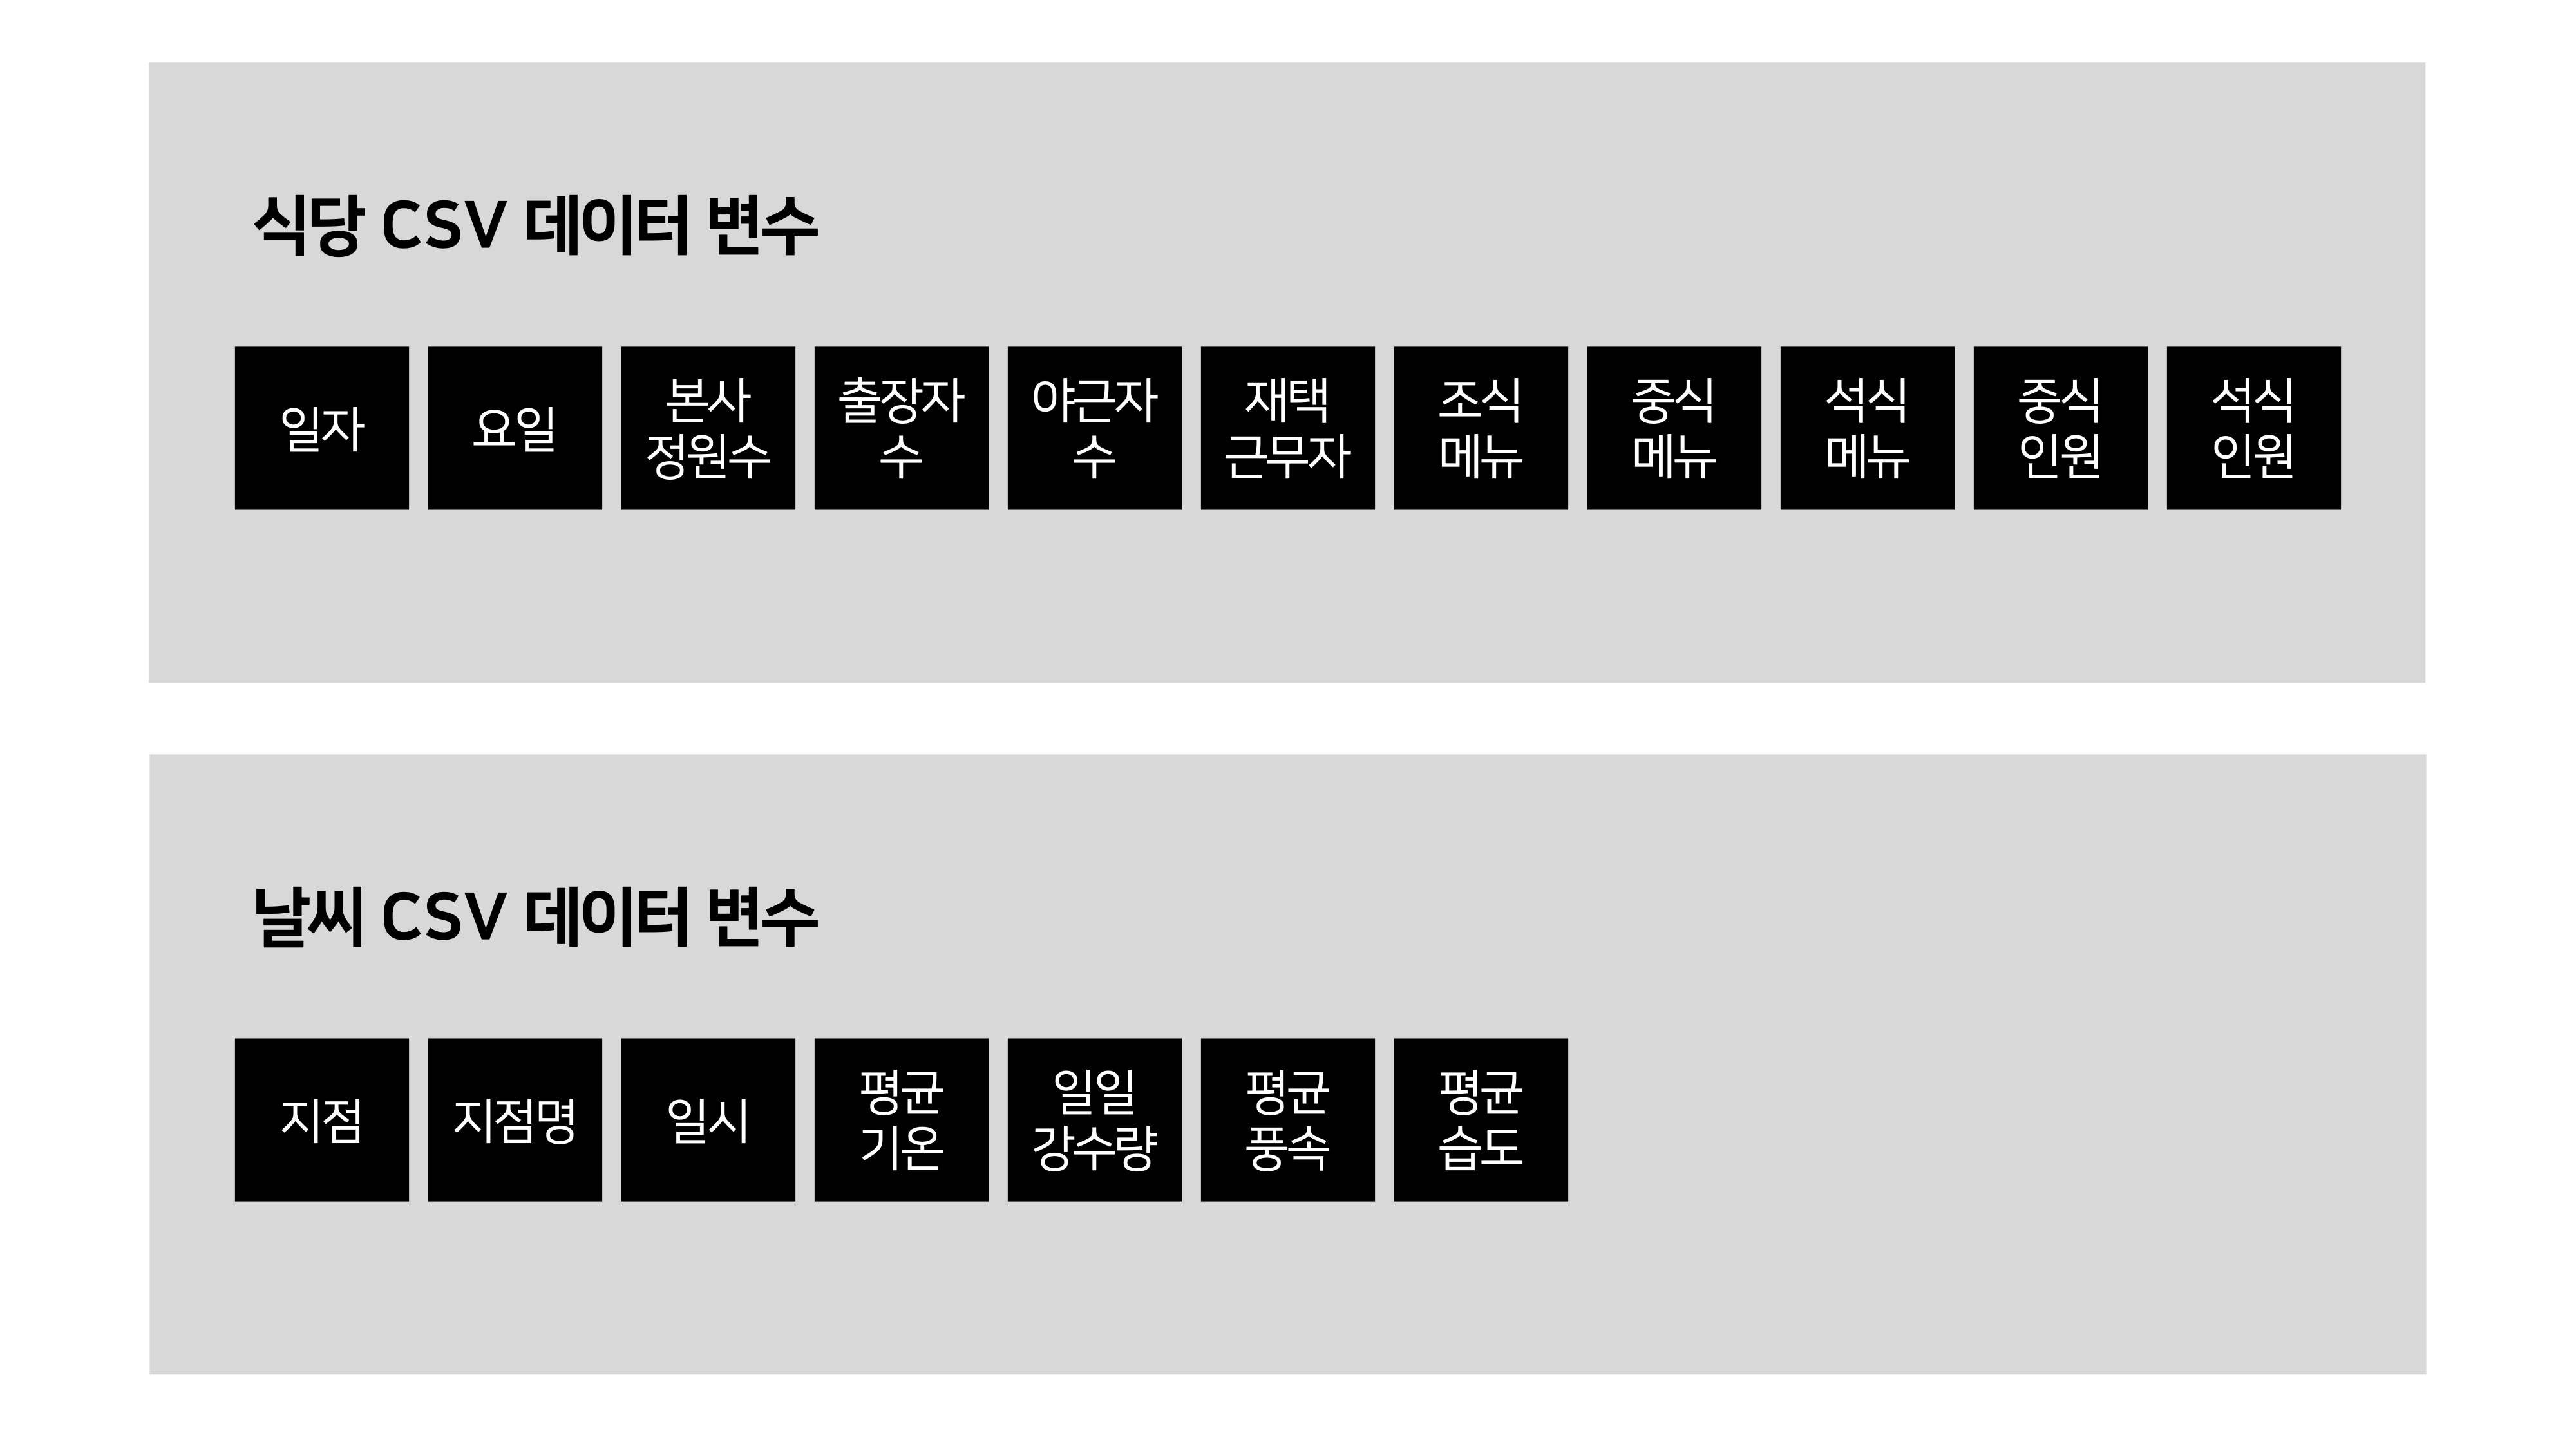 식당 CSV 데이터 변수
일자
요일
본사
정원수
출장자
수
야근자
수
재택
근무자
조식
메뉴
중식
메뉴
석식
메뉴
중식
인원
석식
인원
날씨 CSV 데이터 변수
지점
지점명
일시
평균
기온
일일
강수량
평균
풍속
평균
습도